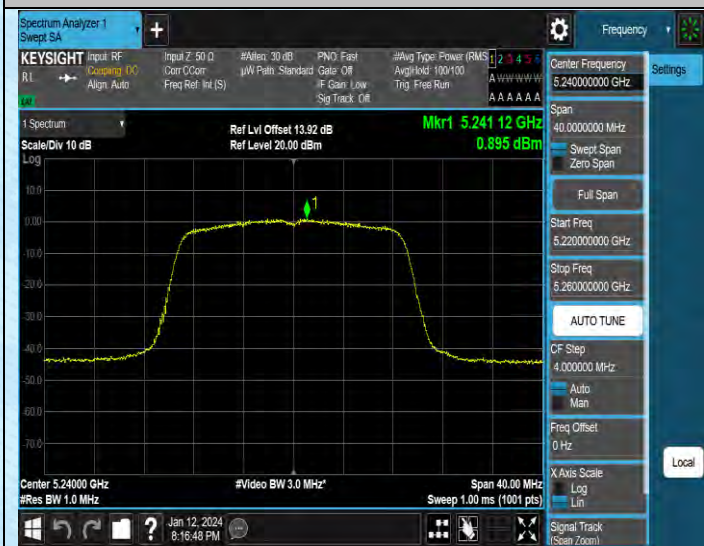 Spectrum Analyzer 1
Swept SA
Frequency
KEYSIGHT
RL
Input: RF
Coupling: DC
Align: Auto
Input Z: 50 Ω
Corr CCorr
Freq Ref: Int (S)
#Atten: 30 dB
µW Path: Standard
PNO: Fast
Gate: Off
IF Gain: Low
Sig Track: Off
#Avg Type: Power (RMS
Avg|Hold: 100/100
Trig: Free Run
1 2 3 4 5 6
A W W W W W
A A A A A A
1 Spectrum
Scale/Div 10 dB
Log
Ref Lvl Offset 13.92 dB
Ref Level 20.00 dBm
Mkr1 5.241 12 GHz
0.895 dBm
1
10.0
0.00
-10.0
-20.0
-30.0
-40.0
-50.0
-60.0
-70.0
Center 5.24000 GHz
#Res BW 1.0 MHz
#Video BW 3.0 MHz*
Span 40.00 MHz
Sweep 1.00 ms (1001 pts)
Jan 12, 2024
8:16:48 PM
Center Frequency
5.240000000 GHz
Settings
Span
40.0000000 MHz
Swept Span
Zero Span
Full Span
Start Freq
5.220000000 GHz
Stop Freq
5.260000000 GHz
AUTO TUNE
CF Step
4.000000 MHz
Auto
Man
Freq Offset
0 Hz
X Axis Scale
Log
Lin
Local
Signal Track
(Span Zoom)